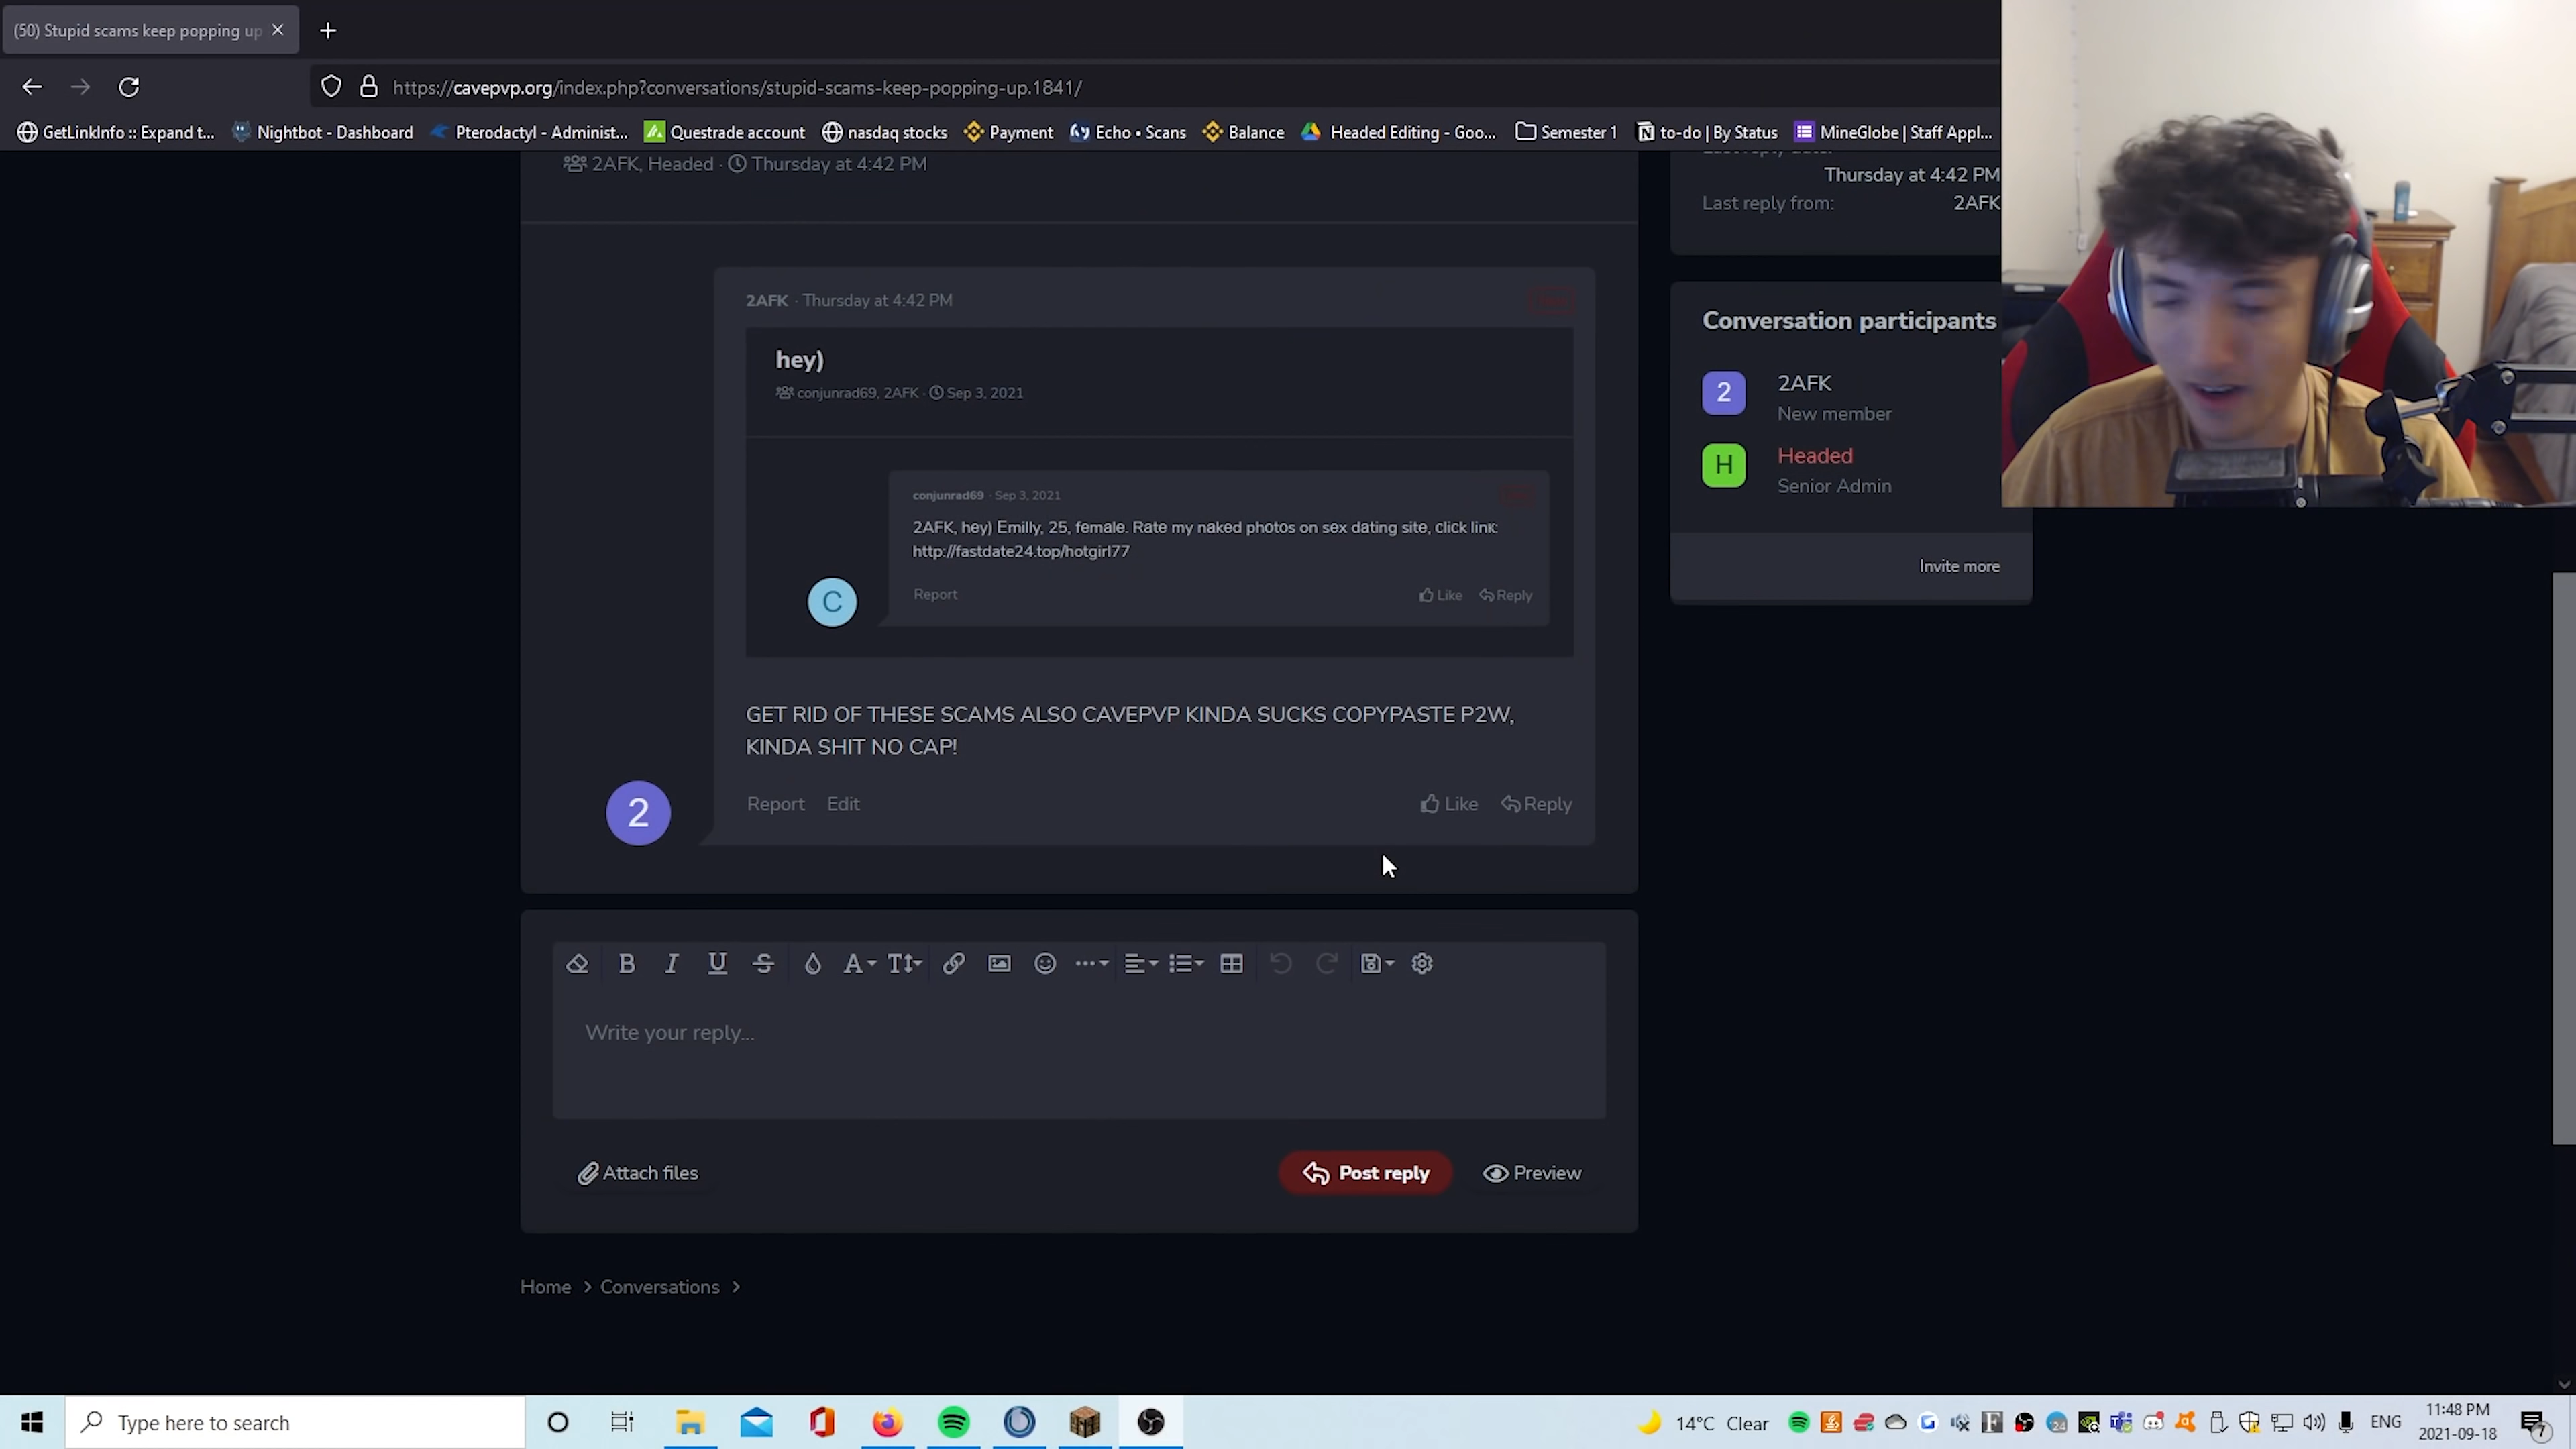 (50) Stupid scams keep popping up
https://cavepvp.org/index.php?conversations/stupid-scams-keep-popping-up.1841/
GetLinkInfo :: Expand t... Nightbot - Dashboard Pterodactyl - Administ... Questrade account nasdaq stocks Payment Echo • Scans Balance Headed Editing - Goo... Semester 1 to-do | By Status MineGlobe | Staff Appl...
2AFK, Headed · Thursday at 4:42 PM
Thursday at 4:42 PM
Last reply from: 2AFK
2AFK · Thursday at 4:42 PM
hey)
conjunrad69, 2AFK · Sep 3, 2021
conjunrad69 · Sep 3, 2021
2AFK, hey) Emilly, 25, female. Rate my naked photos on sex dating site, click linк:
http://fastdate24.top/hotgirl77
C
Report Like Reply
GET RID OF THESE SCAMS ALSO CAVEPVP KINDA SUCKS COPYPASTE P2W,
KINDA SHIT NO CAP!
2
Report Edit Like Reply
Conversation participants
2 2AFK
New member
H Headed
Senior Admin
Invite more
Write your reply...
Attach files Post reply Preview
Home > Conversations >
Type here to search
14°C Clear
ENG
11:48 PM
2021-09-18
7